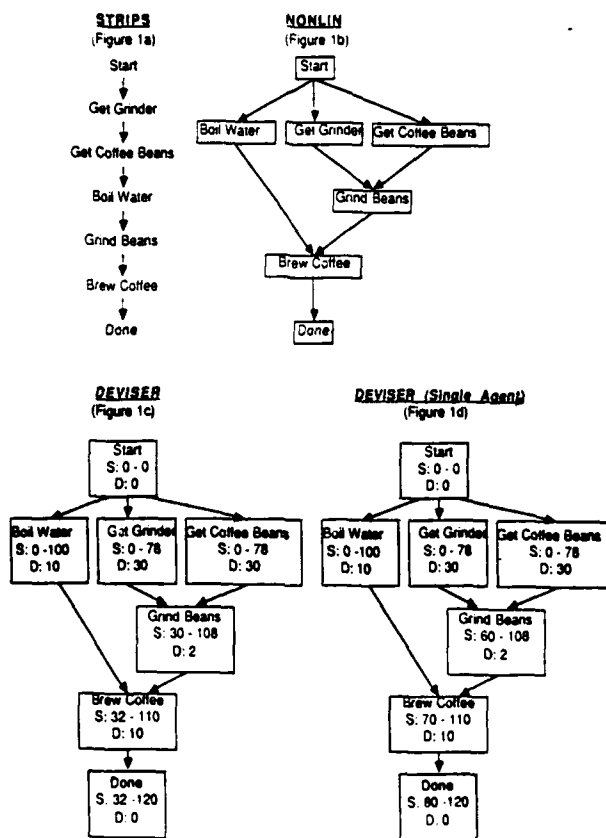 STRIPS
(Figure 1a)
Start
Get Grinder
Get Coffee Beans
Boil Water
Grind Beans
Brew Coffee
Done
NONLIN
(Figure 1b)
Start
Boil Water
Get Grinder
Get Coffee Beans
Grind Beans
Brew Coffee
Done
DEVISER
(Figure 1c)
Start
S: 0 - 0
D: 0
Boil Water
S: 0 -100
D: 10
Get Grinder
S: 0 - 78
D: 30
Get Coffee Beans
S: 0 - 78
D: 30
Grind Beans
S: 30 - 108
D: 2
Brew Coffee
S: 32 - 110
D: 10
Done
S. 32 -120
D: 0
DEVISER (Single Agent)
(Figure 1d)
Start
S: 0 - 0
D: 0
Boil Water
S: 0 -100
D: 10
Get Grinder
S: 0 - 78
D: 30
Get Coffee Beans
S: 0 - 78
D: 30
Grind Beans
S: 60 - 108
D: 2
Brew Coffee
S: 70 - 110
D: 10
Done
S. 80 -120
D: 0